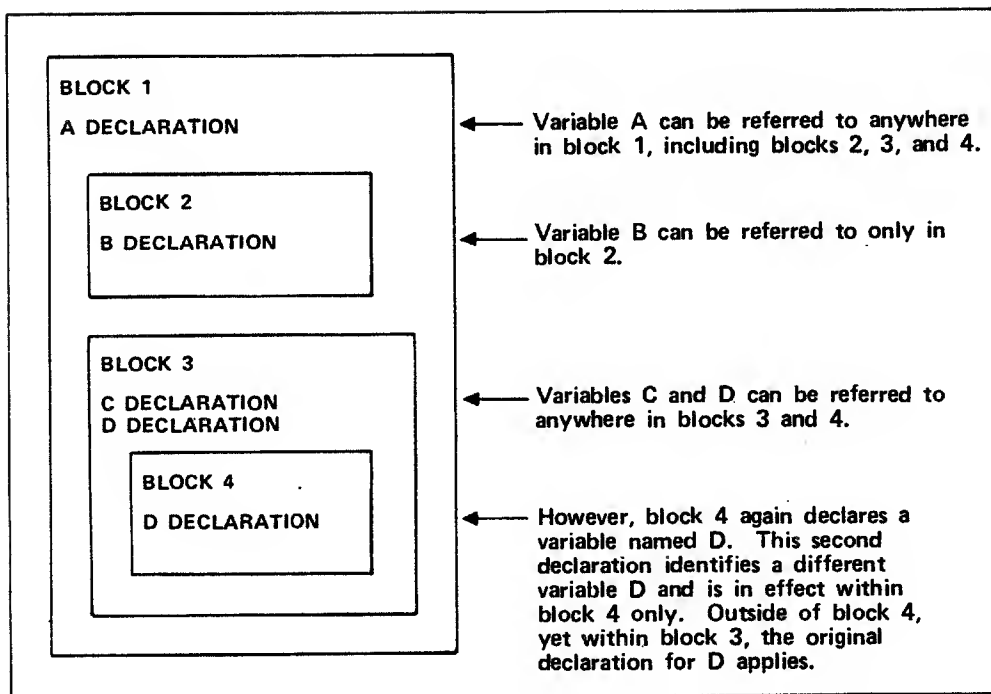 BLOCK 1
A DECLARATION
Variable A can be referred to anywhere
in block 1, including blocks 2, 3, and 4.
BLOCK 2
B DECLARATION
Variable B can be referred to only in
block 2.
BLOCK 3
C DECLARATION
D DECLARATION
Variables C and D can be referred to
anywhere in blocks 3 and 4.
BLOCK 4
D DECLARATION
However, block 4 again declares a
variable named D. This second
declaration identifies a different
variable D and is in effect within
block 4 only. Outside of block 4,
yet within block 3, the original
declaration for D applies.